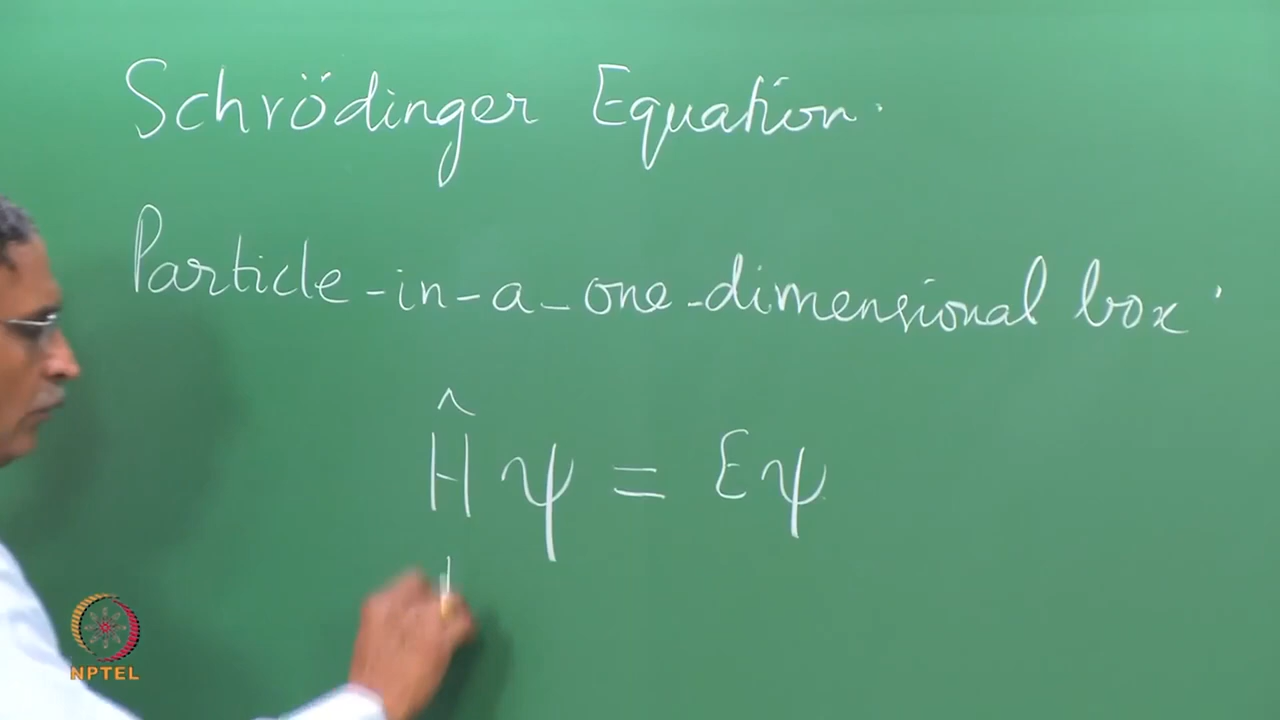 Schrödinger Equation.
Particle-in-a-one-dimensional box.
Ĥψ = Eψ
NPTEL